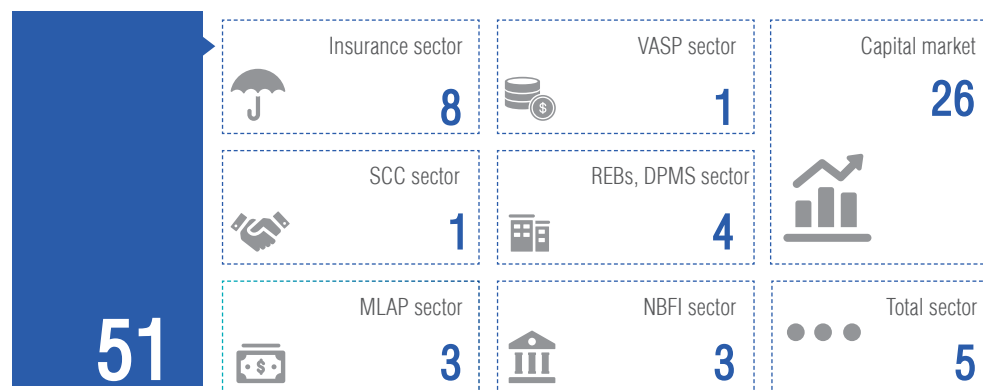 51
Insurance sector
8
VASP sector
1
Capital market
26
SCC sector
1
REBs, DPMS sector
4
MLAP sector
3
NBFI sector
3
Total sector
5